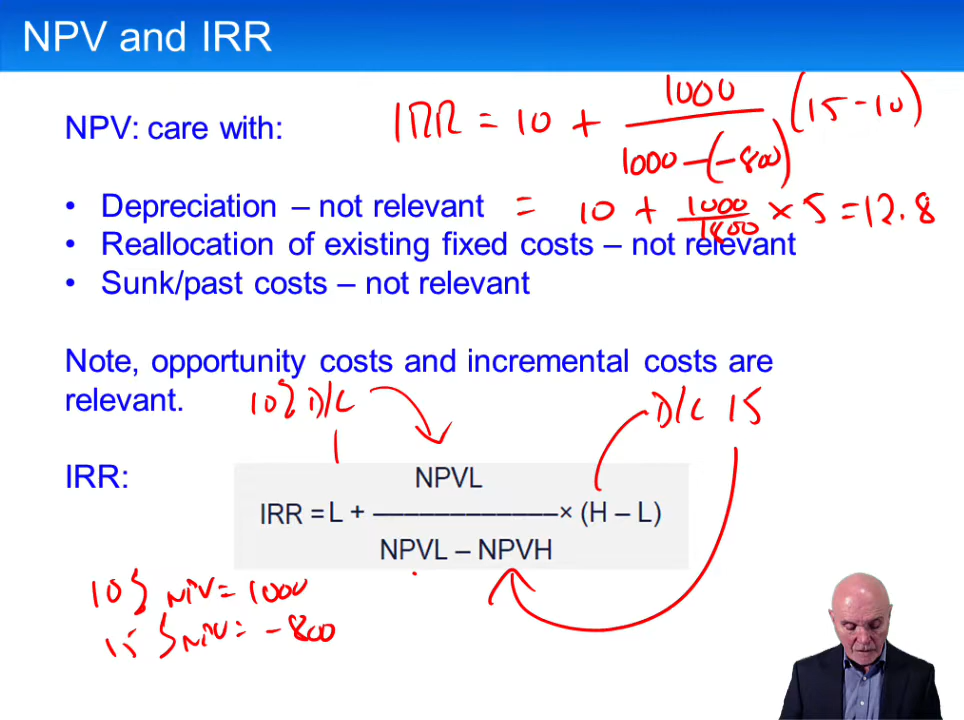 NPV and IRR
IRR = 10 + 1000 / 1000 - (-800) (15 - 10)
NPV: care with:
• Depreciation – not relevant
= 10 + 1000 / 1800 × 5 = 12.8
• Reallocation of existing fixed costs – not relevant
• Sunk/past costs – not relevant
Note, opportunity costs and incremental costs are
relevant.
10% D/C
D/C 15
IRR:
NPVL
IRR = L + ———————————— × (H – L)
NPVL – NPVH
10% NPV = 1000
15% NPV = -800